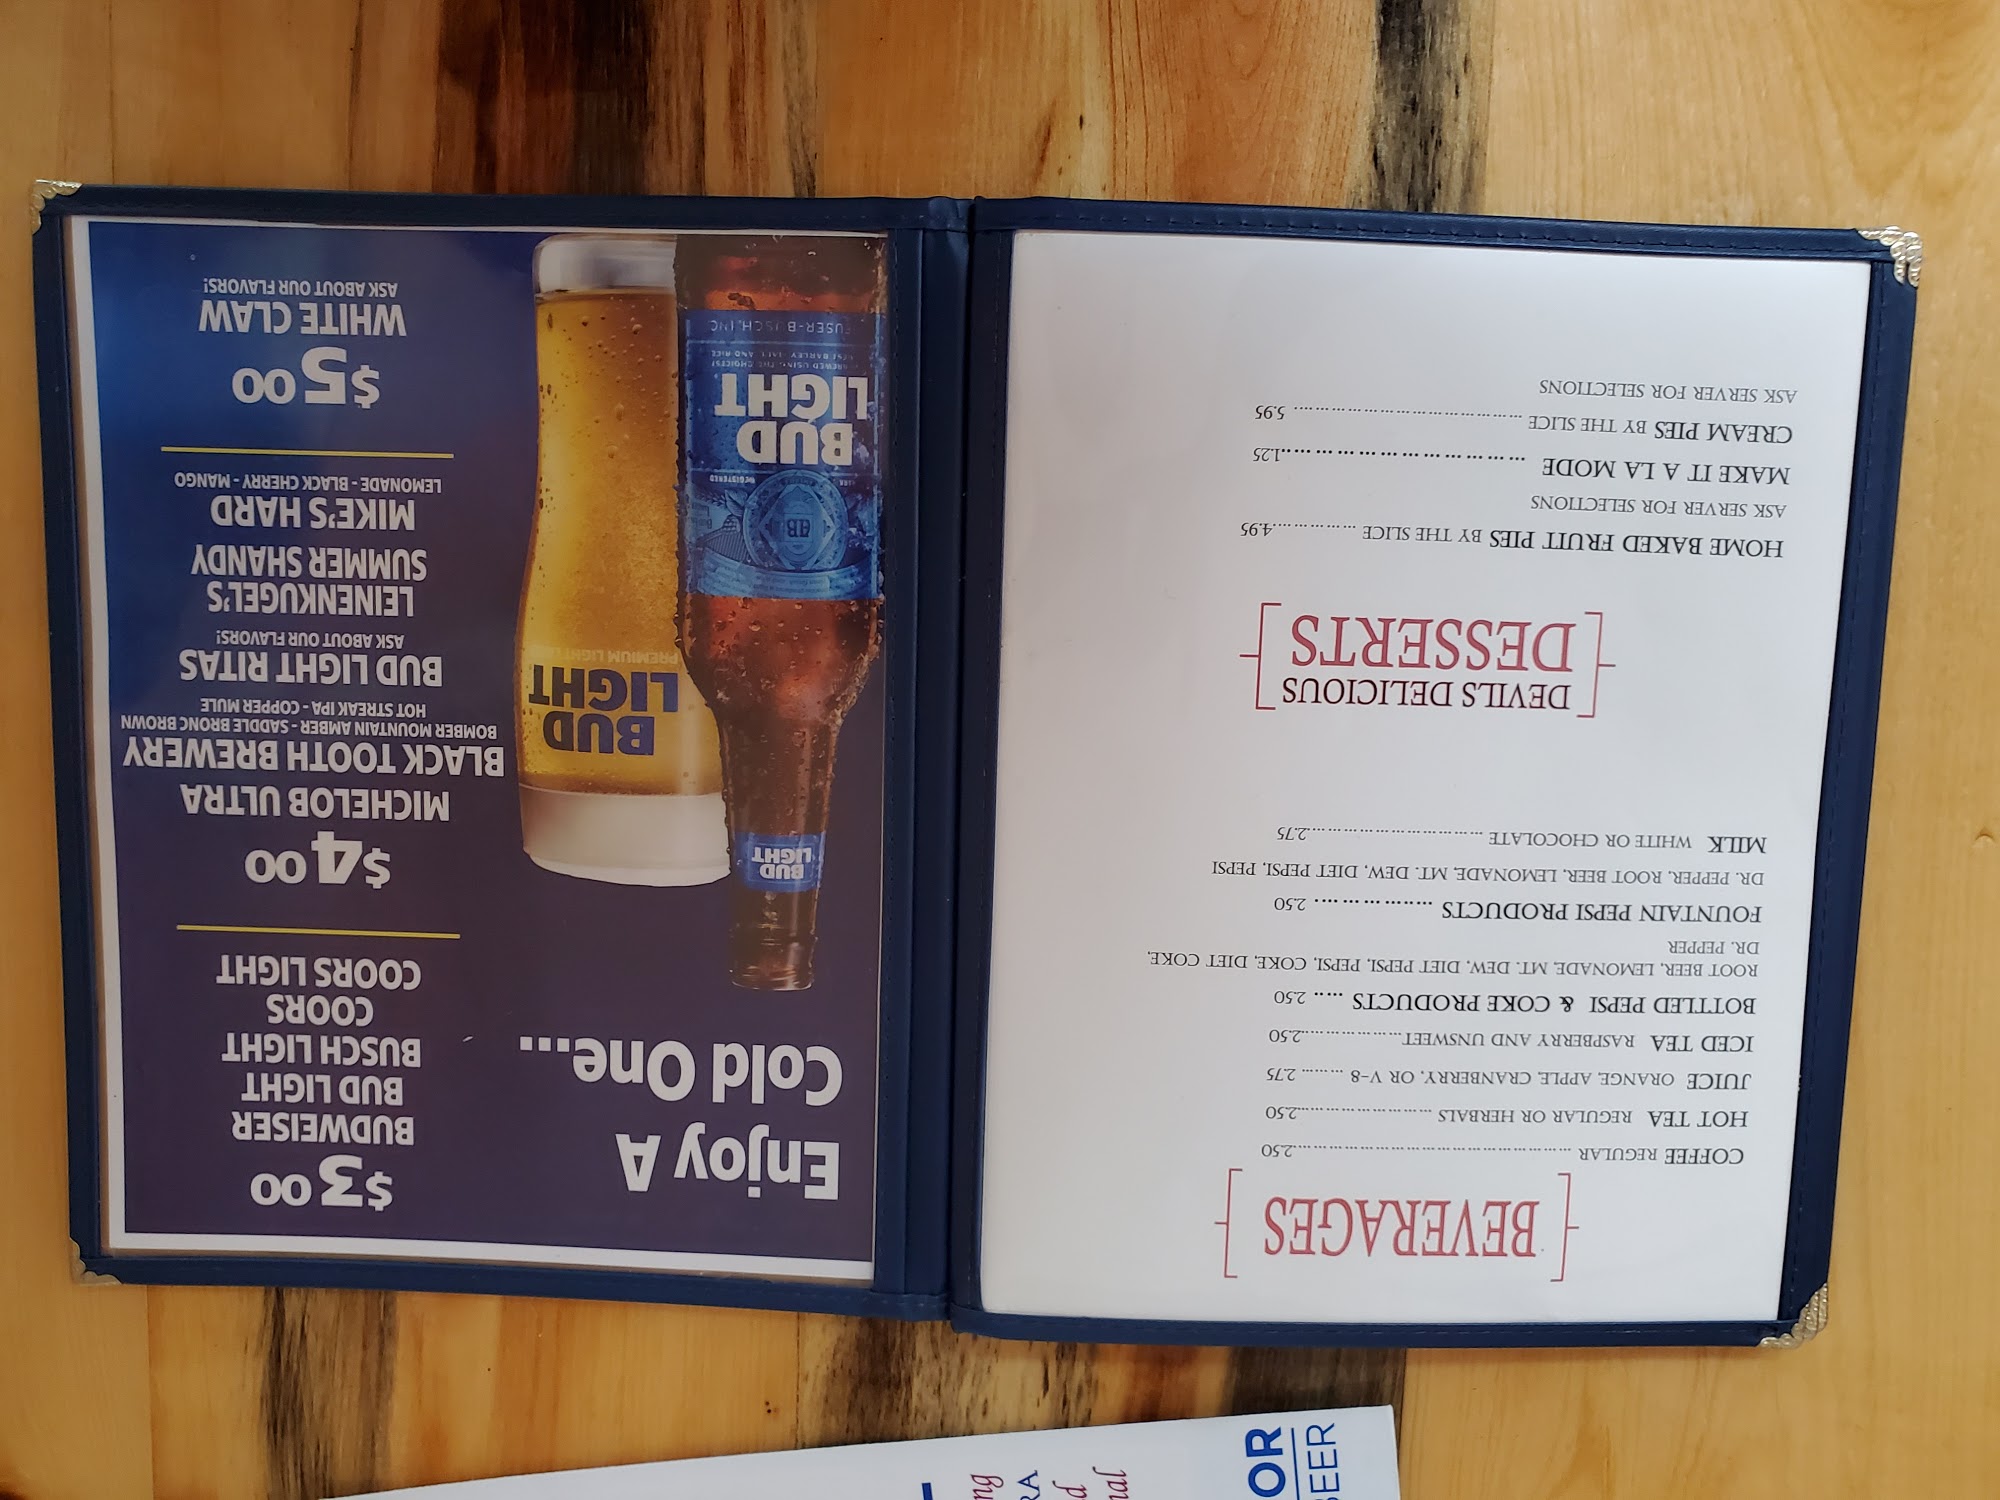 BEVERAGES
COFFEE REGULAR ........................................2.50
HOT TEA REGULAR OR HERBALS ........................2.50
JUICE ORANGE, APPLE, CRANBERRY, OR V-8 ........ 2.75
ICED TEA RASPBERRY AND UNSWEET....................2.50
BOTTLED PEPSI & COKE PRODUCTS ..... 2.50
ROOT BEER, LEMONADE, MT. DEW, DIET PEPSI, PEPSI, COKE, DIET COKE,
DR. PEPPER
FOUNTAIN PEPSI PRODUCTS ................ 2.50
DR. PEPPER, ROOT BEER, LEMONADE, MT. DEW, DIET PEPSI, PEPSI
MILK WHITE OR CHOCOLATE ..........................2.75
DEVILS DELICIOUS
DESSERTS
HOME BAKED FRUIT PIES BY THE SLICE ................4.95
ASK SERVER FOR SELECTIONS
MAKE IT A LA MODE ........................................1.25
CREAM PIES BY THE SLICE .................................. 5.95
ASK SERVER FOR SELECTIONS
Enjoy A
Cold One...
$3.00
BUDWEISER
BUD LIGHT
BUSCH LIGHT
COORS
COORS LIGHT
$4.00
MICHELOB ULTRA
BLACK TOOTH BREWERY
BOMBER MOUNTAIN AMBER - SADDLE BRONC BROWN
HOT STREAK IPA - COPPER MULE
BUD LIGHT RITAS
ASK ABOUT OUR FLAVORS!
LEINENKUGEL'S
SUMMER SHANDY
MIKE'S HARD
LEMONADE - BLACK CHERRY - MANGO
$5.00
WHITE CLAW
ASK ABOUT OUR FLAVORS!
BUD
LIGHT
BUD
LIGHT
PREMIUM LIGHT
REGISTERED
BUD
LIGHT
OR
BEER